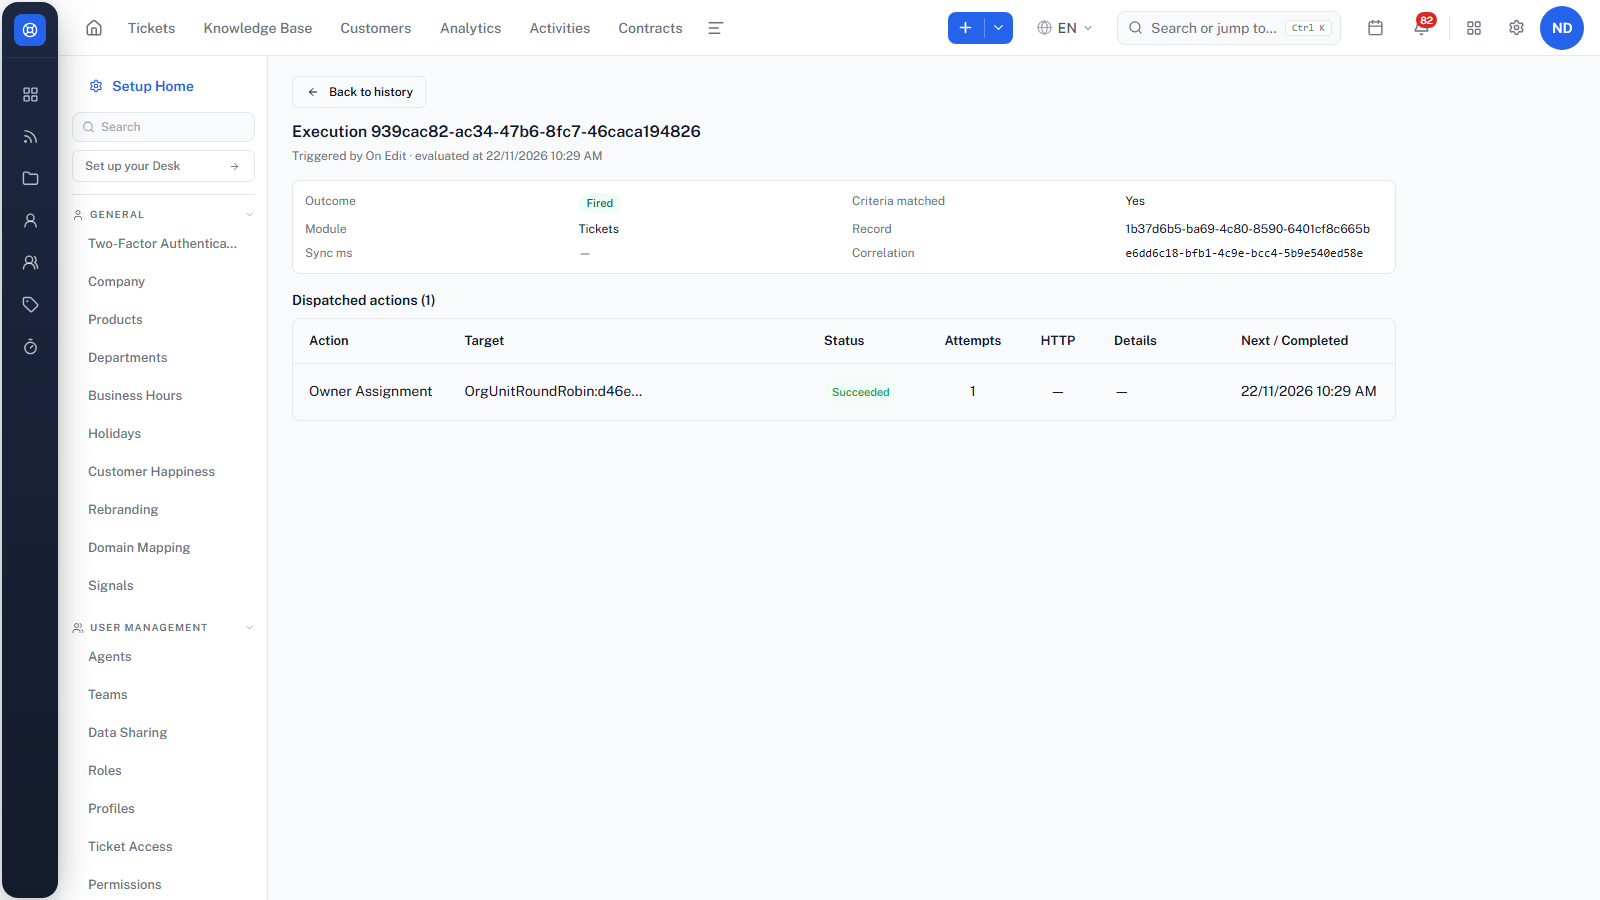 Tickets
Knowledge Base
Customers
Analytics
Activities
Contracts
EN
Search or jump to...
Ctrl K
82
ND
Setup Home
Search
Set up your Desk
GENERAL
Two-Factor Authentica...
Company
Products
Departments
Business Hours
Holidays
Customer Happiness
Rebranding
Domain Mapping
Signals
USER MANAGEMENT
Agents
Teams
Data Sharing
Roles
Profiles
Ticket Access
Permissions
Back to history
Execution 939cac82-ac34-47b6-8fc7-46caca194826
Triggered by On Edit · evaluated at 22/11/2026 10:29 AM
Outcome Fired Criteria matched Yes
Module Tickets Record 1b37d6b5-ba69-4c80-8590-6401cf8c665b
Sync ms — Correlation e6dd6c18-bfb1-4c9e-bcc4-5b9e540ed58e
Dispatched actions (1)
Action Target Status Attempts HTTP Details Next / Completed
Owner Assignment OrgUnitRoundRobin:d46e... Succeeded 1 — — 22/11/2026 10:29 AM